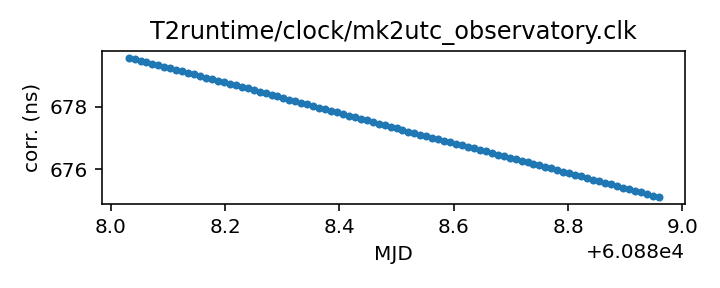 T2runtime/clock/mk2utc_observatory.clk
corr. (ns)
678
676
8.0 8.2 8.4 8.6 8.8 9.0
MJD
+6.088e4